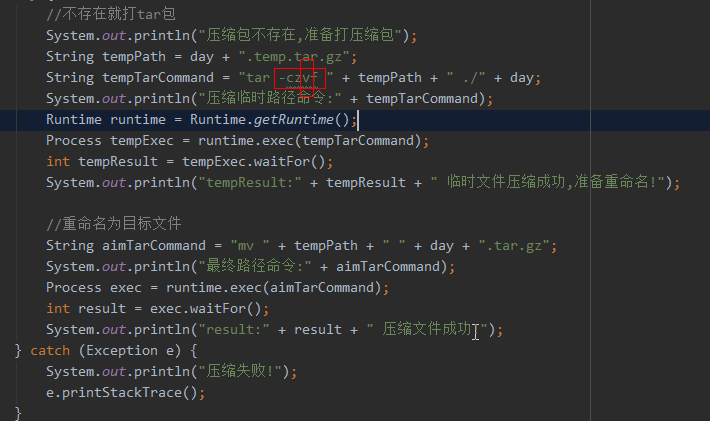 //不存在就打tar包
System.out.println("压缩包不存在,准备打压缩包");
String tempPath = day + ".temp.tar.gz";
String tempTarCommand = "tar -czvf " + tempPath + " ./" + day;
System.out.println("压缩临时路径命令:" + tempTarCommand);
Runtime runtime = Runtime.getRuntime();
Process tempExec = runtime.exec(tempTarCommand);
int tempResult = tempExec.waitFor();
System.out.println("tempResult:" + tempResult + " 临时文件压缩成功,准备重命名!");
//重命名为目标文件
String aimTarCommand = "mv " + tempPath + " " + day + ".tar.gz";
System.out.println("最终路径命令:" + aimTarCommand);
Process exec = runtime.exec(aimTarCommand);
int result = exec.waitFor();
System.out.println("result:" + result + " 压缩文件成功!");
} catch (Exception e) {
System.out.println("压缩失败!");
e.printStackTrace();
}